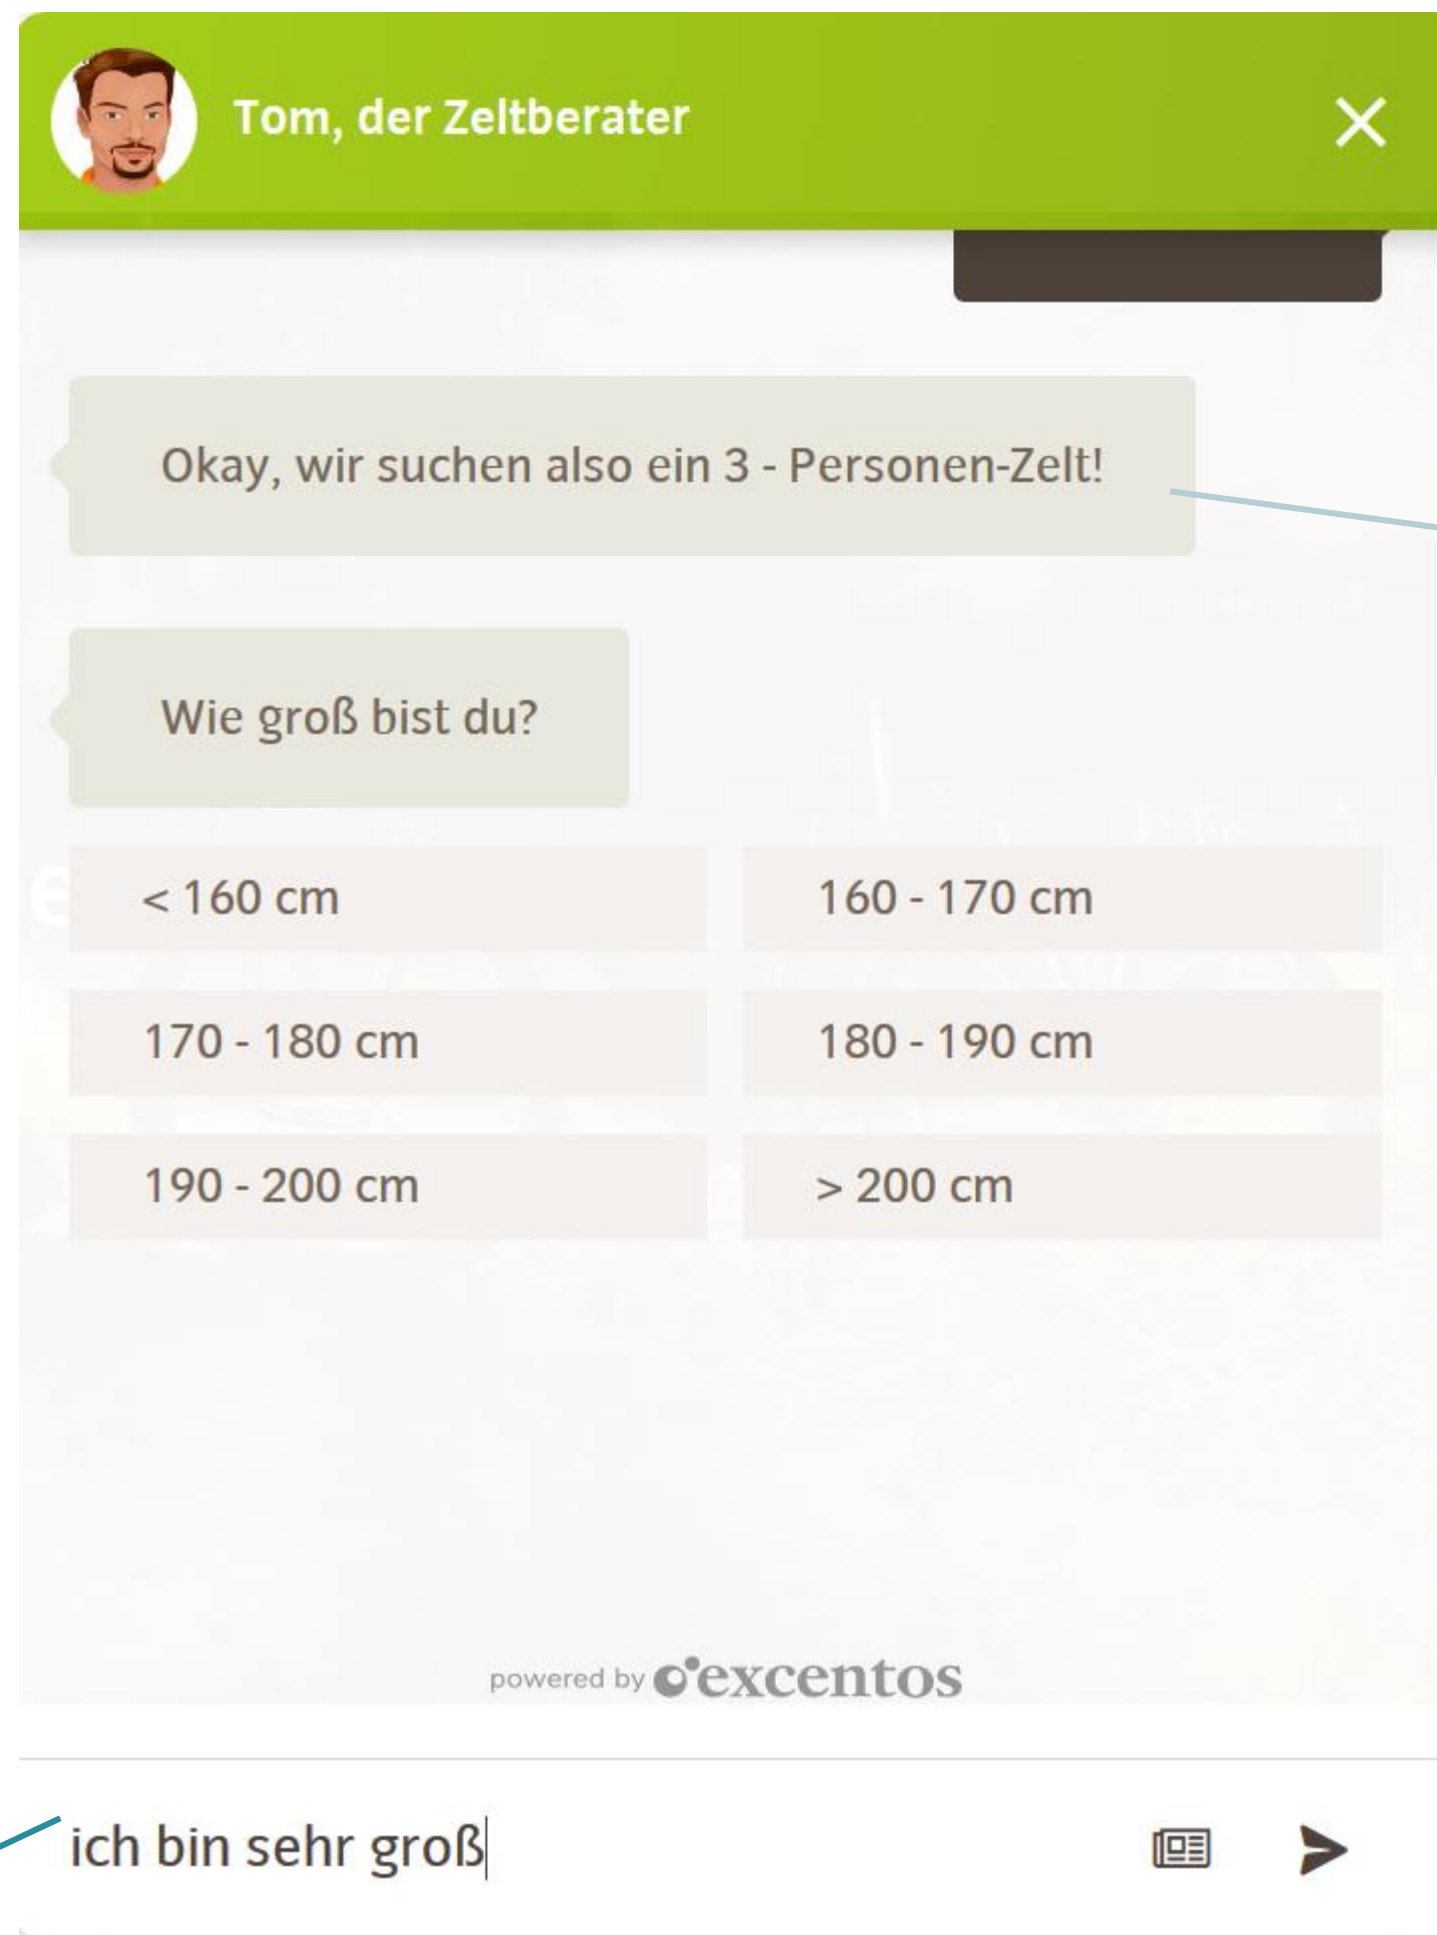 Tom, der Zeltberater
Okay, wir suchen also ein 3 - Personen-Zelt!
Wie groß bist du?
< 160 cm
160 - 170 cm
170 - 180 cm
180 - 190 cm
190 - 200 cm
> 200 cm
powered by excentos
ich bin sehr groß